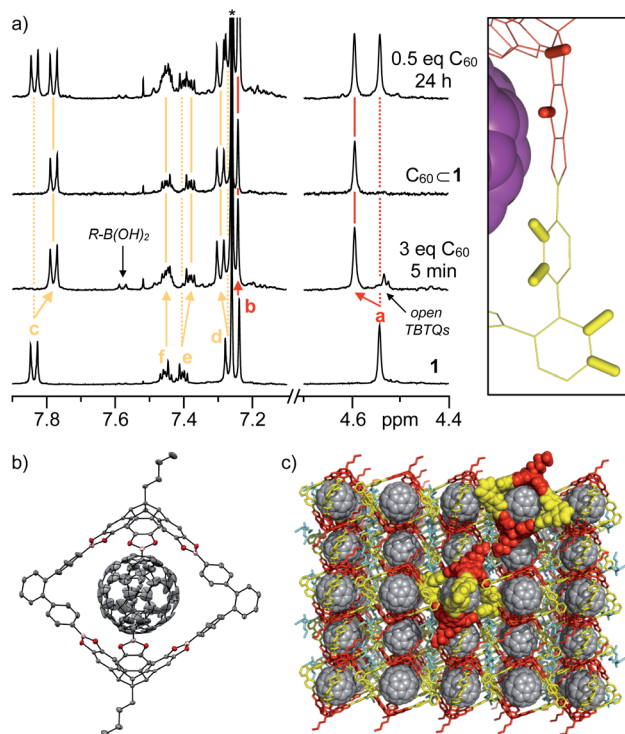 a)
*
0.5 eq C₆₀
24 h
C₆₀⊂1
R-B(OH)₂
3 eq C₆₀
5 min
c
f
e
d
b
a
open
TBTQs
1
7.8 7.6 7.4 7.2 4.6 ppm 4.4
b)
c)